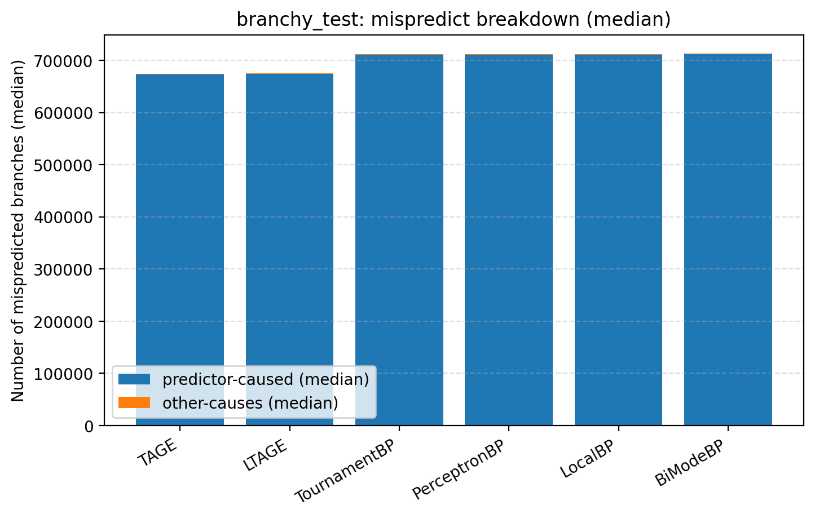 branchy_test: mispredict breakdown (median)
Number of mispredicted branches (median)
700000
600000
500000
400000
300000
200000
100000
0
predictor-caused (median)
other-causes (median)
TAGE
LTAGE
TournamentBP
PerceptronBP
LocalBP
BiModeBP